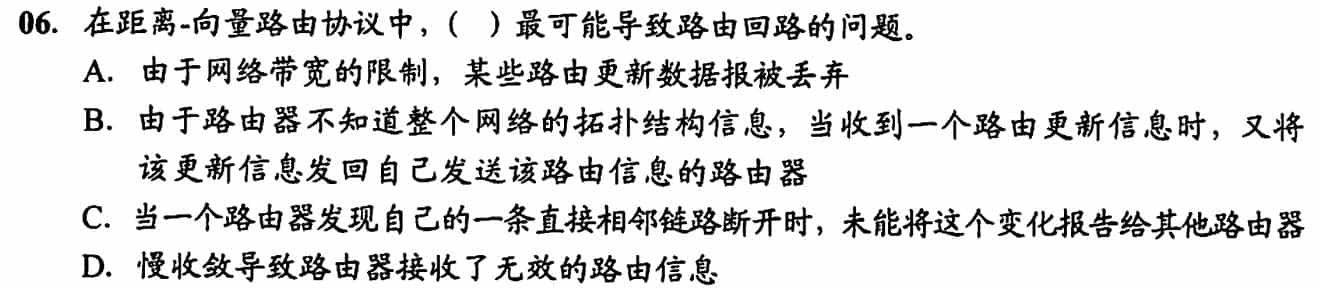 06. 在距离-向量路由协议中，（ ）最可能导致路由回路的问题。
A. 由于网络带宽的限制，某些路由更新数据报被丢弃
B. 由于路由器不知道整个网络的拓扑结构信息，当收到一个路由更新信息时，又将
该更新信息发回自己发送该路由信息的路由器
C. 当一个路由器发现自己的一条直接相邻链路断开时，未能将这个变化报告给其他路由器
D. 慢收敛导致路由器接收了无效的路由信息